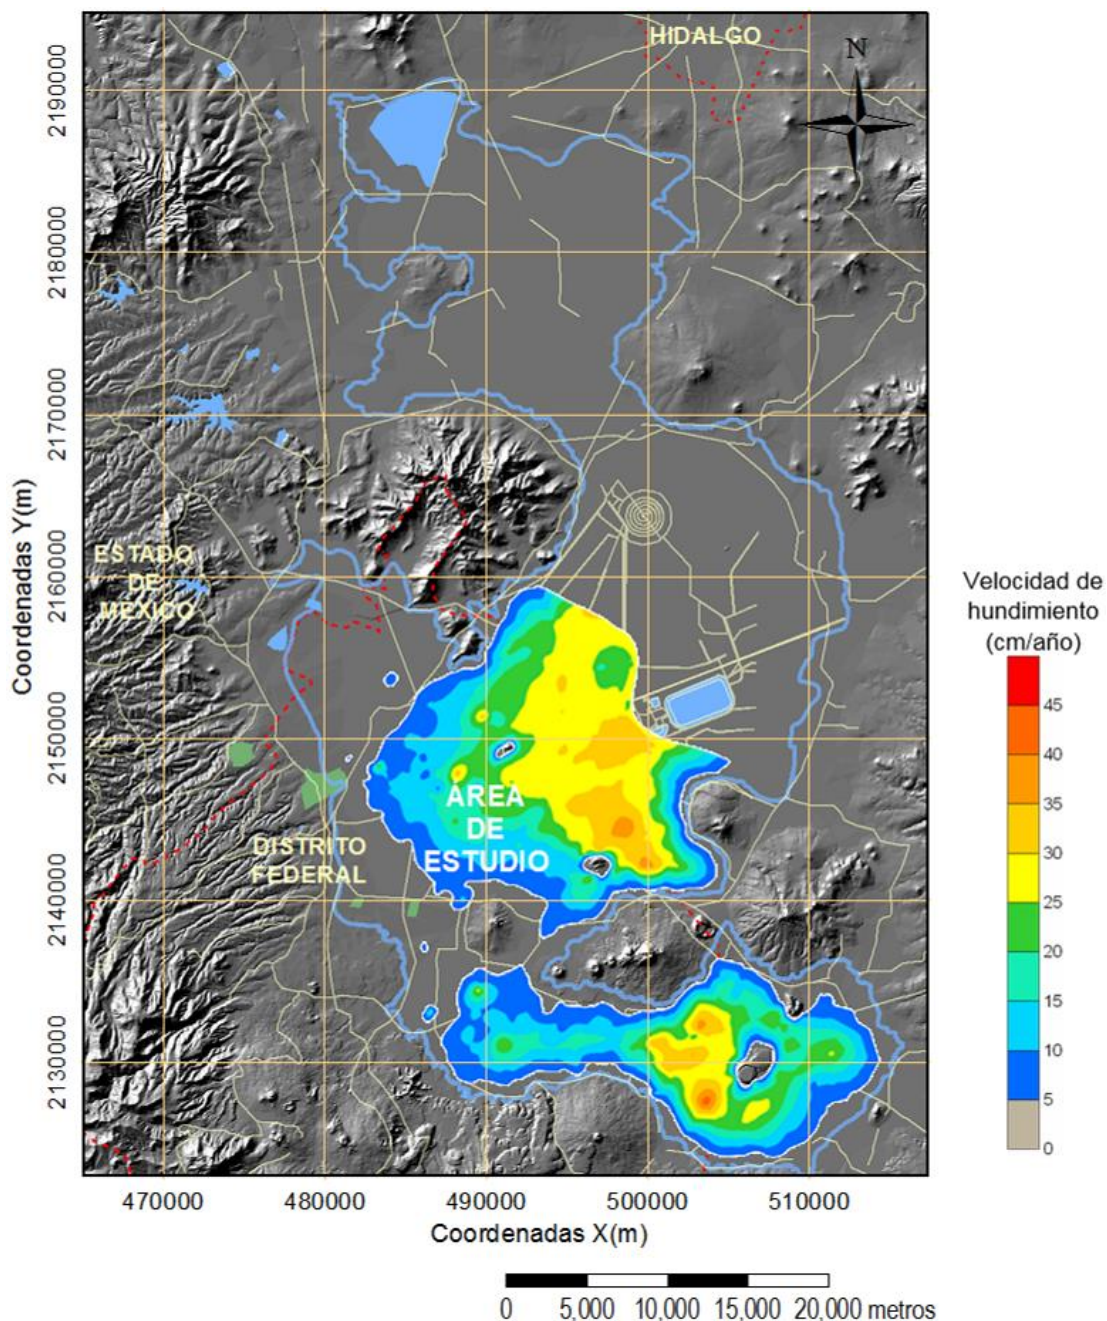 HIDALGO
N
2190000
2180000
2170000
2160000
2150000
2140000
2130000
Coordenadas Y(m)
ESTADO
DE
MEXICO
ÁREA
DE
ESTUDIO
DISTRITO
FEDERAL
470000
480000
490000
500000
510000
Coordenadas X(m)
Velocidad de
hundimiento
(cm/año)
45
40
35
30
25
20
15
10
5
0
0
5,000
10,000
15,000
20,000 metros